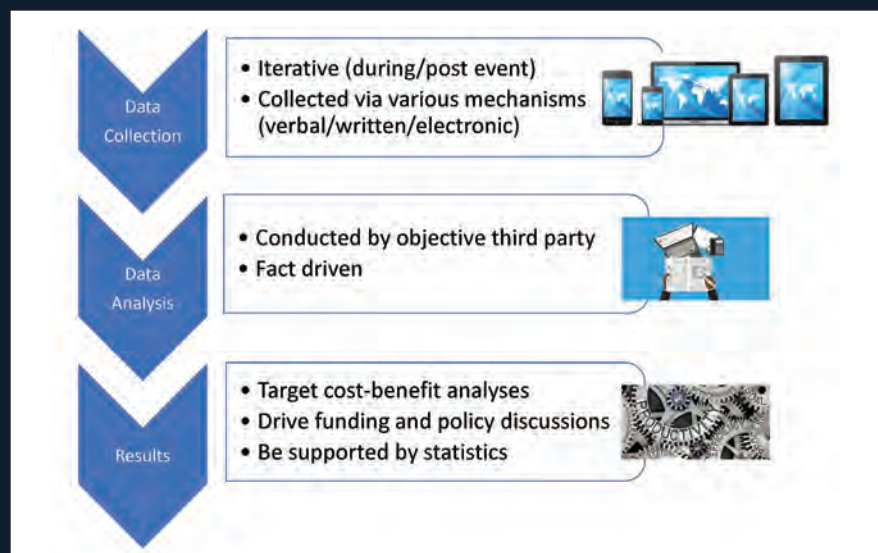 Data
Collection
• Iterative (during/post event)
• Collected via various mechanisms
(verbal/written/electronic)
Data
Analysis
• Conducted by objective third party
• Fact driven
Results
• Target cost-benefit analyses
• Drive funding and policy discussions
• Be supported by statistics